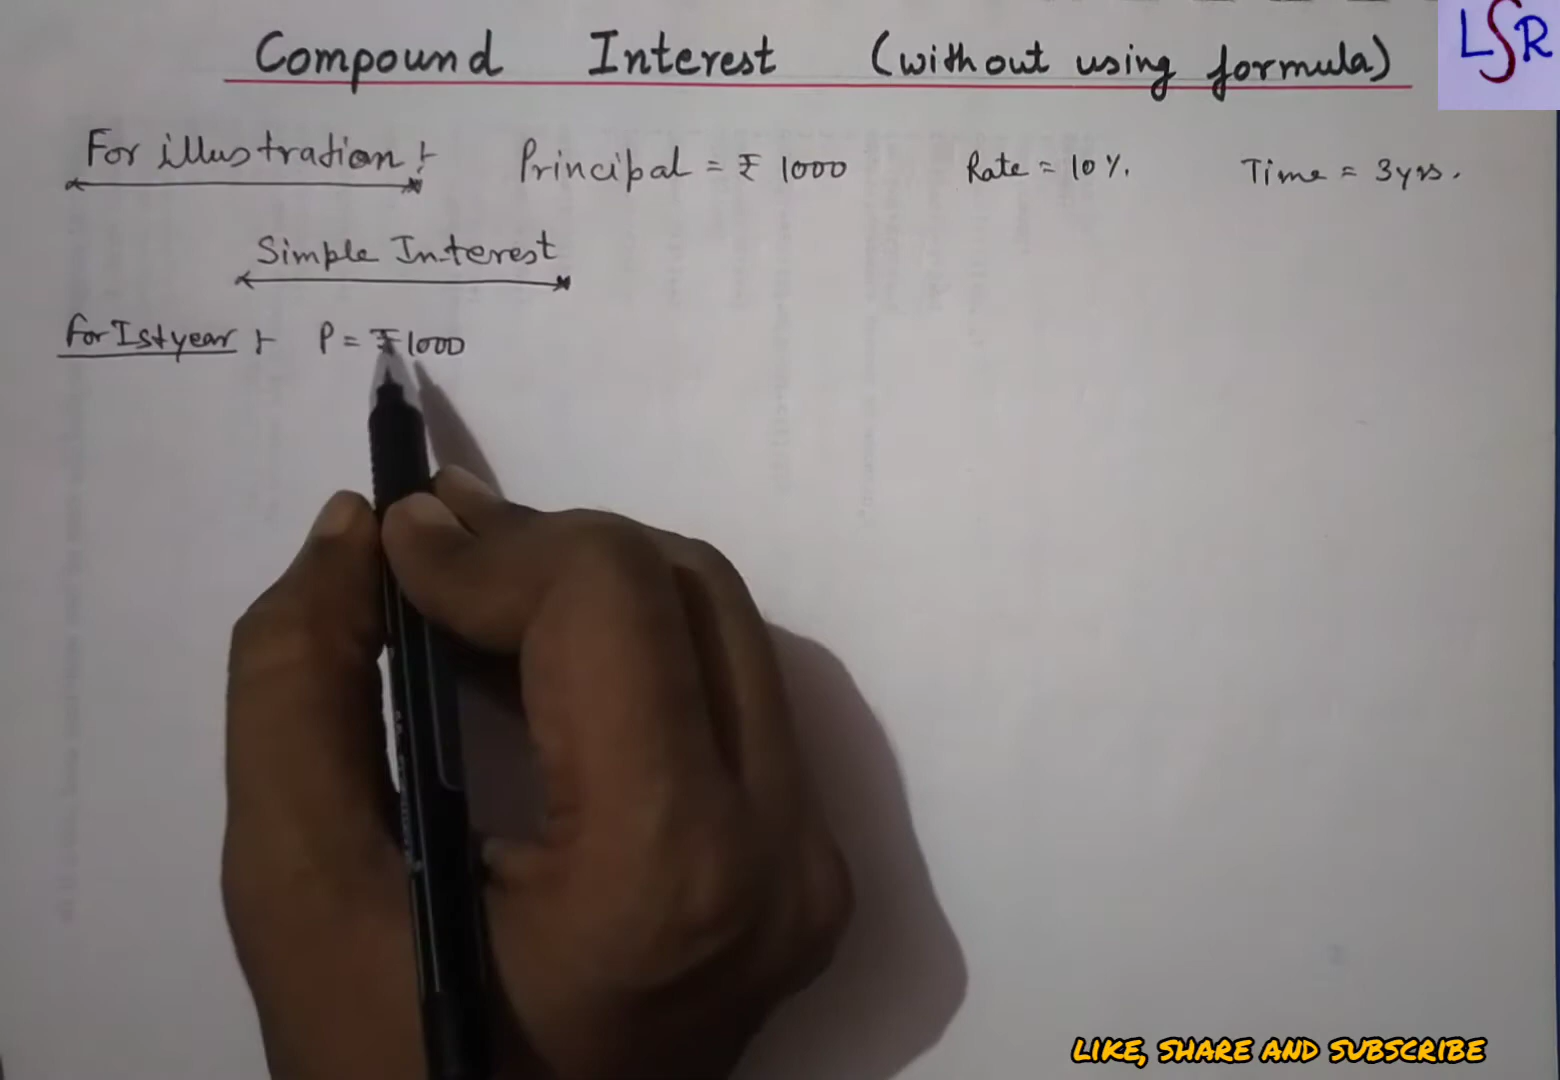 Compound Interest (without using formula)
LSR
For illustration :- Principal = ₹ 1000 Rate = 10%. Time = 3yrs.
Simple Interest
For Ist year :- P = ₹1000
LIKE, SHARE AND SUBSCRIBE